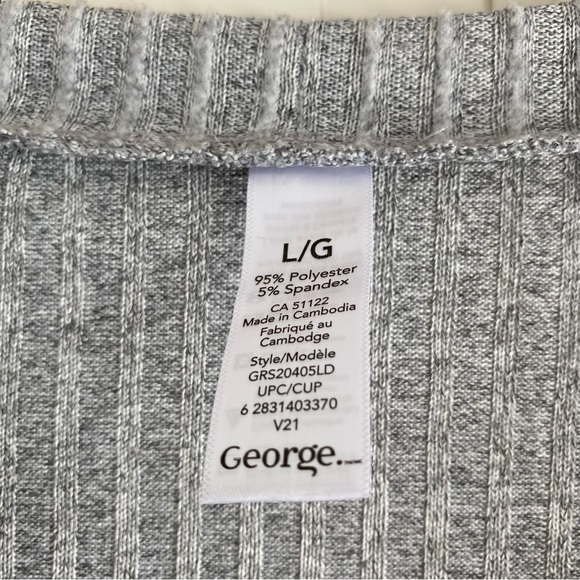 L/G
95% Polyester
5% Spandex
CA 51122
Made in Cambodia
Fabriqué au
Cambodge
Style/Modèle
GRS20405LD
UPC/CUP
6 2831403370
V21
George.